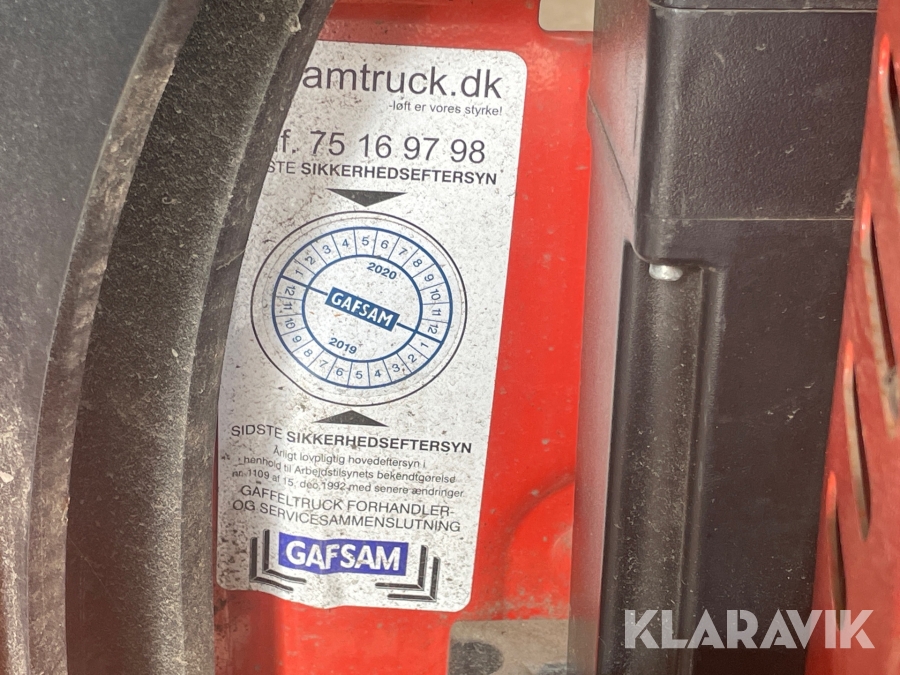 amtruck.dk
-løft er vores styrke!
f. 75 16 97 98
STE SIKKERHEDSEFTERSYN
1 2 3 4 5 6 7 8 9 10 11 12
2020
GAFSAM
2019
12 11 10 9 8 7 6 5 4 3 2 1
SIDSTE SIKKERHEDSEFTERSYN
Årligt lovpligtig hovedeftersyn i
henhold til Arbejdstilsynets bekendtgørelse
nr. 1109 af 15. dec. 1992 med senere ændringer
GAFFELTRUCK FORHANDLER-
OG SERVICESAMMENSLUTNING
GAFSAM
KLARAVIK